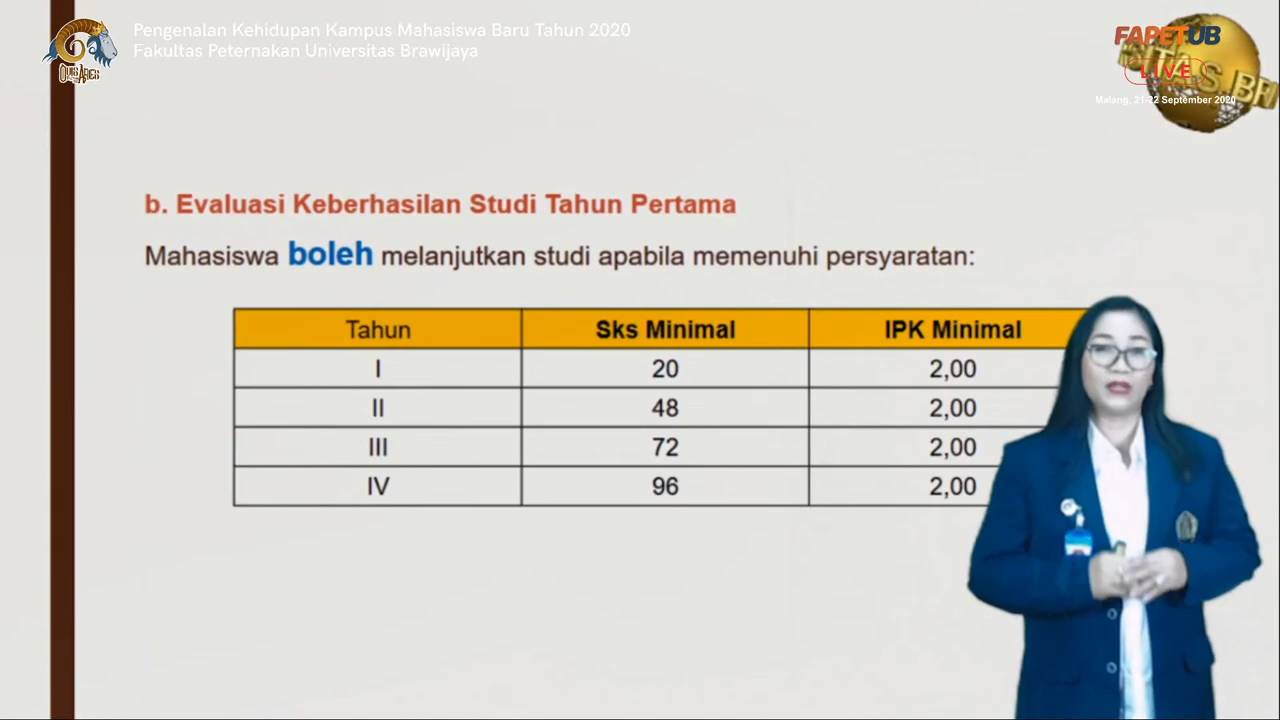 Pengenalan Kehidupan Kampus Mahasiswa Baru Tahun 2020
Fakultas Peternakan Universitas Brawijaya
FAPETUB
LIVE
Malang, 21-22 September 2020
b. Evaluasi Keberhasilan Studi Tahun Pertama
Mahasiswa boleh melanjutkan studi apabila memenuhi persyaratan:
Tahun Sks Minimal IPK Minimal
I 20 2,00
II 48 2,00
III 72 2,00
IV 96 2,00